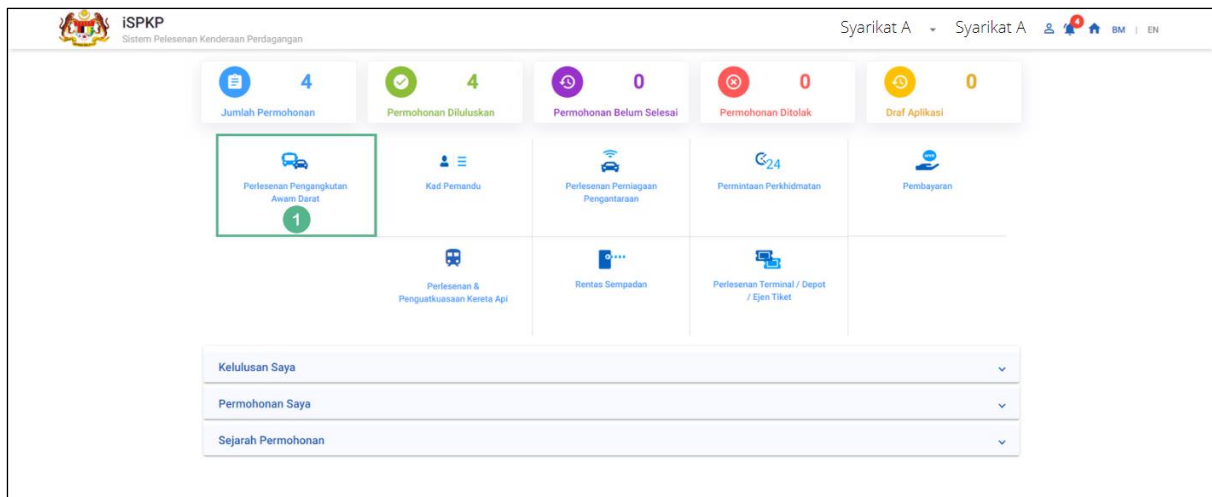 iSPKP
Sistem Pelesenan Kenderaan Perdagangan
Syarikat A
Syarikat A
4
BM | EN
4
Jumlah Permohonan
4
Permohonan Diluluskan
0
Permohonan Belum Selesai
0
Permohonan Ditolak
0
Draf Aplikasi
Perlesenan Pengangkutan
Awam Darat
1
Kad Pemandu
Perlesenan Perniagaan
Pengantaraan
24
Permintaan Perkhidmatan
Pembayaran
Perlesenan &
Penguatkuasaan Kereta Api
Rentas Sempadan
Perlesenan Terminal / Depot
/ Ejen Tiket
Kelulusan Saya
Permohonan Saya
Sejarah Permohonan